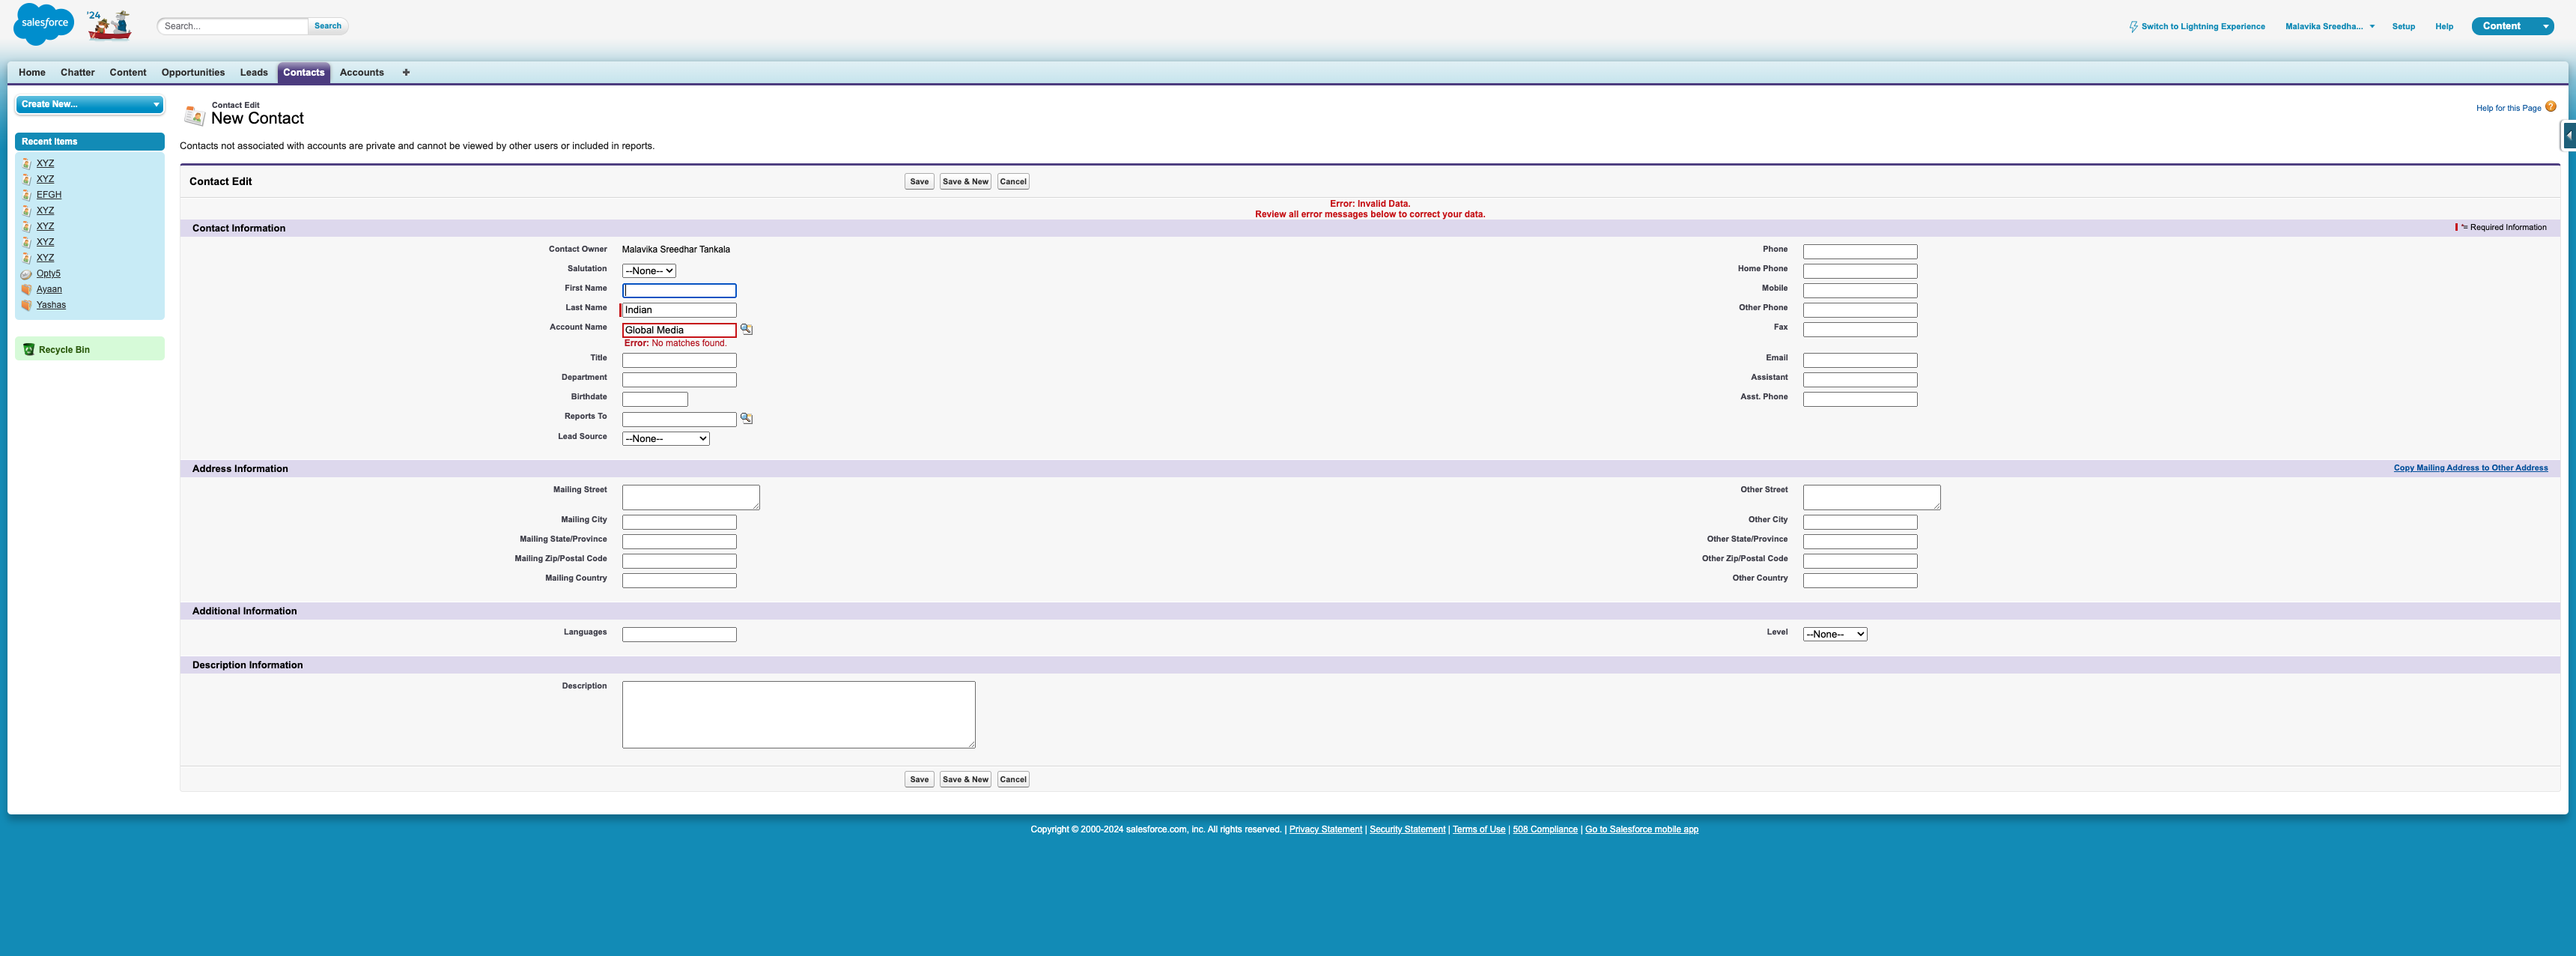 salesforce
'24
Search...
Search
Switch to Lightning Experience
Malavika Sreedha...
Setup
Help
Content
Home
Chatter
Content
Opportunities
Leads
Contacts
Accounts
+
Create New...
Recent Items
XYZ
XYZ
EFGH
XYZ
XYZ
XYZ
XYZ
Opty5
Ayaan
Yashas
Recycle Bin
Contact Edit
New Contact
Help for this Page
?
Contacts not associated with accounts are private and cannot be viewed by other users or included in reports.
Contact Edit
Save
Save & New
Cancel
Error: Invalid Data.
Review all error messages below to correct your data.
Contact Information
*= Required Information
Contact Owner
Malavika Sreedhar Tankala
Phone
Salutation
--None--
Home Phone
First Name
Mobile
Last Name
Indian
Other Phone
Account Name
Global Media
Error: No matches found.
Fax
Title
Email
Department
Assistant
Birthdate
Asst. Phone
Reports To
Lead Source
--None--
Address Information
Copy Mailing Address to Other Address
Mailing Street
Other Street
Mailing City
Other City
Mailing State/Province
Other State/Province
Mailing Zip/Postal Code
Other Zip/Postal Code
Mailing Country
Other Country
Additional Information
Languages
Level
--None--
Description Information
Description
Save
Save & New
Cancel
Copyright © 2000-2024 salesforce.com, inc. All rights reserved. | Privacy Statement | Security Statement | Terms of Use | 508 Compliance | Go to Salesforce mobile app